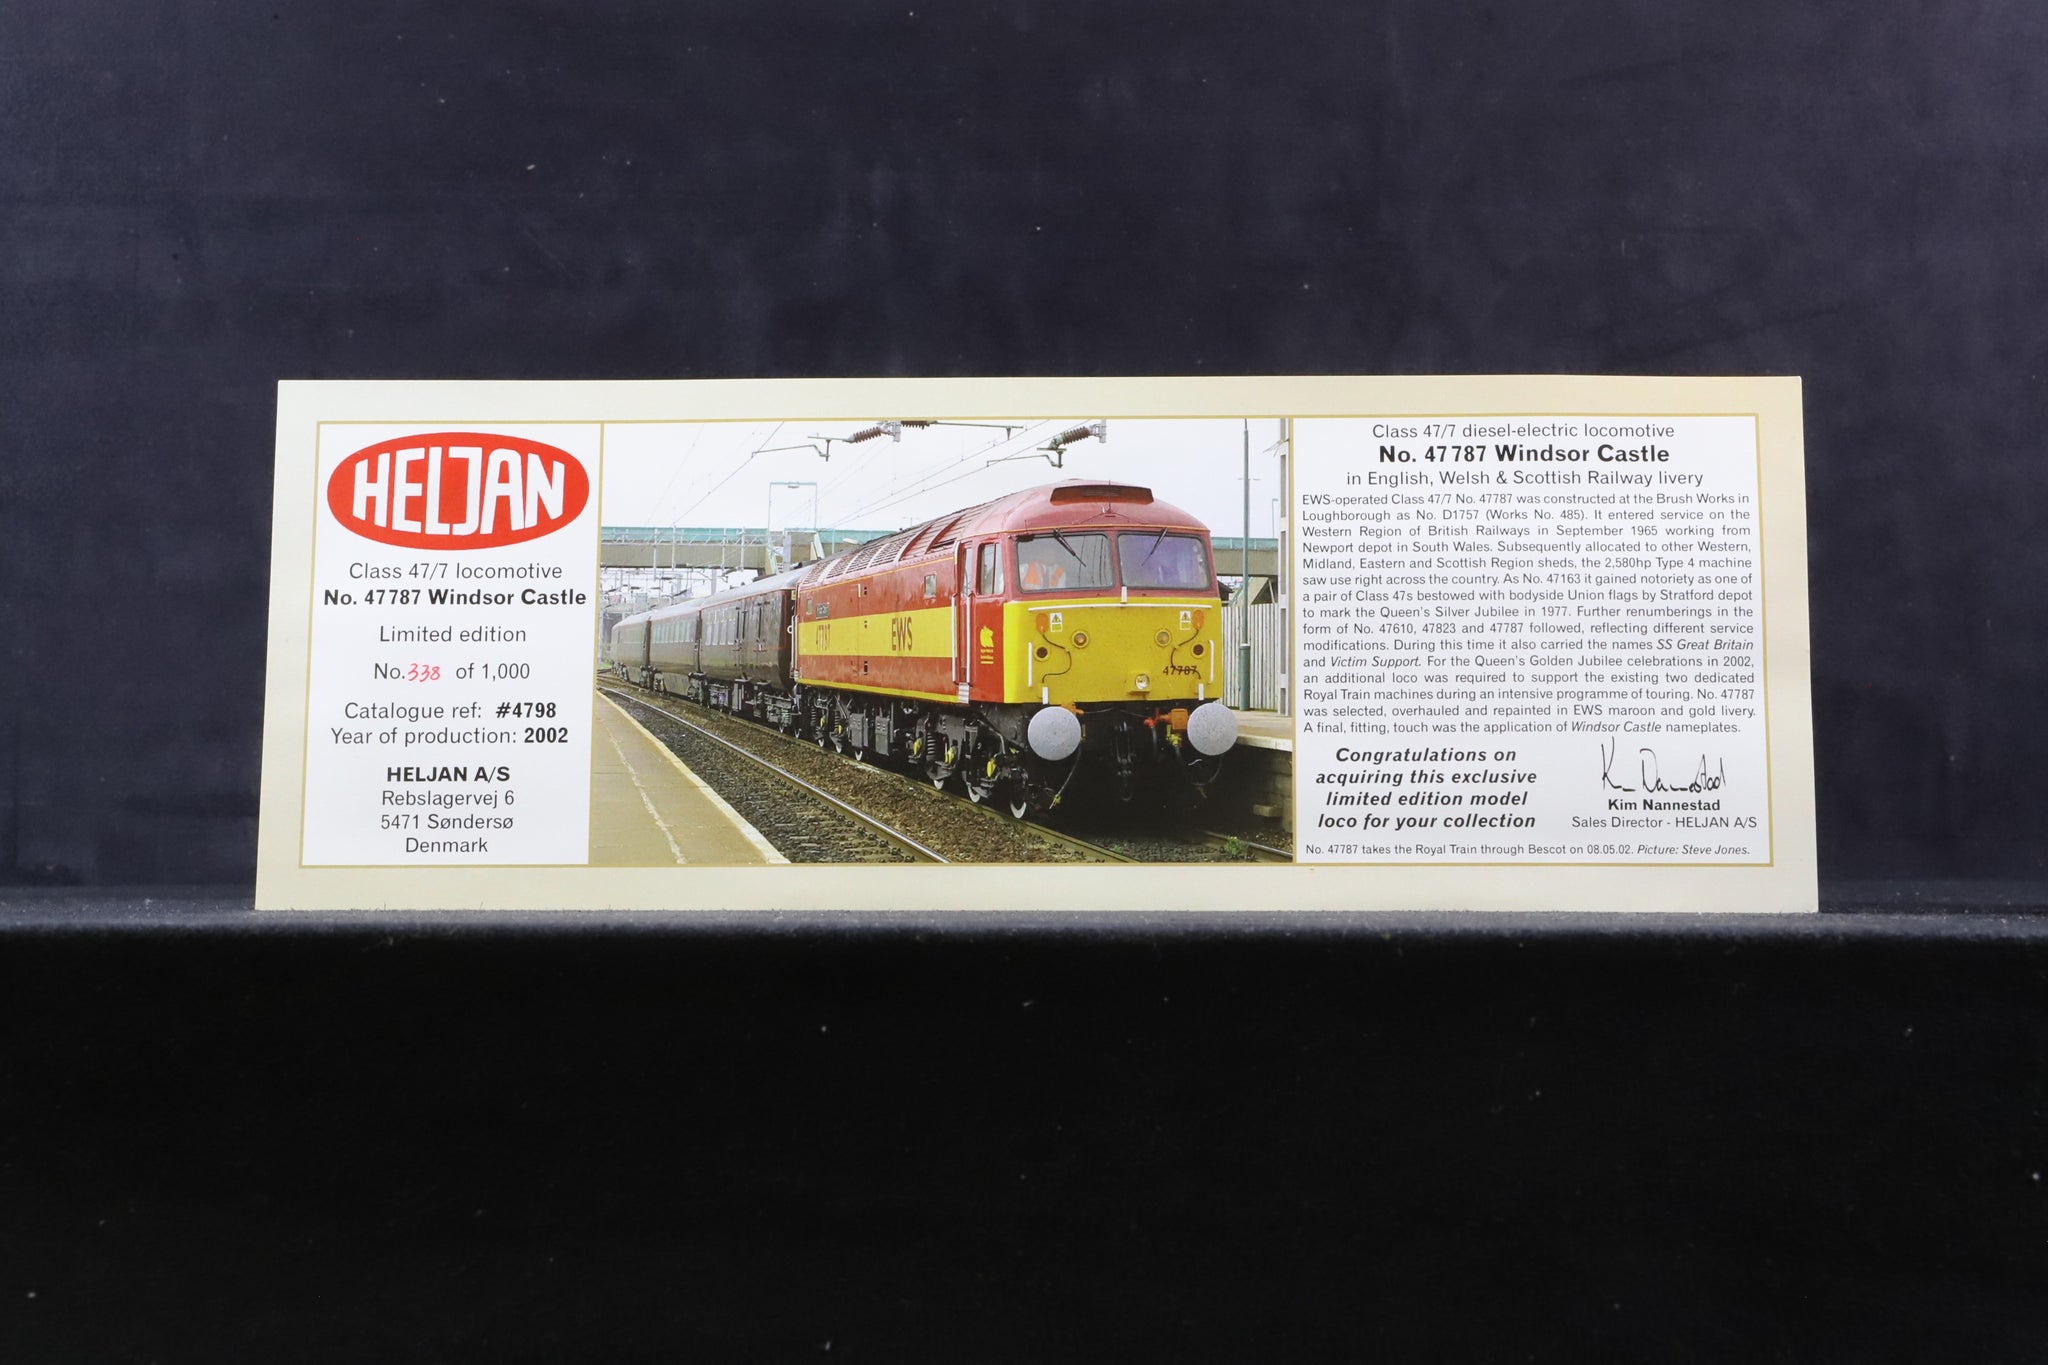 HELJAN
Class 47/7 locomotive
No. 47787 Windsor Castle
Limited edition
No. 338 of 1,000
Catalogue ref: #4798
Year of production: 2002
HELJAN A/S
Rebslagervej 6
5471 Søndersø
Denmark
47787
EWS
47787
Class 47/7 diesel-electric locomotive
No. 47787 Windsor Castle
in English, Welsh & Scottish Railway livery
EWS-operated Class 47/7 No. 47787 was constructed at the Brush Works in
Loughborough as No. D1757 (Works No. 485). It entered service on the
Western Region of British Railways in September 1965 working from
Newport depot in South Wales. Subsequently allocated to other Western,
Midland, Eastern and Scottish Region sheds, the 2,580hp Type 4 machine
saw use right across the country. As No. 47163 it gained notoriety as one of
a pair of Class 47s bestowed with bodyside Union flags by Stratford depot
to mark the Queen's Silver Jubilee in 1977. Further renumberings in the
form of No. 47610, 47823 and 47787 followed, reflecting different service
modifications. During this time it also carried the names SS Great Britain
and Victim Support. For the Queen's Golden Jubilee celebrations in 2002,
an additional loco was required to support the existing two dedicated
Royal Train machines during an intensive programme of touring. No. 47787
was selected, overhauled and repainted in EWS maroon and gold livery.
A final, fitting, touch was the application of Windsor Castle nameplates.
Congratulations on
acquiring this exclusive
limited edition model
loco for your collection
Kim Nannestad
Sales Director - HELJAN A/S
No. 47787 takes the Royal Train through Bescot on 08.05.02. Picture: Steve Jones.